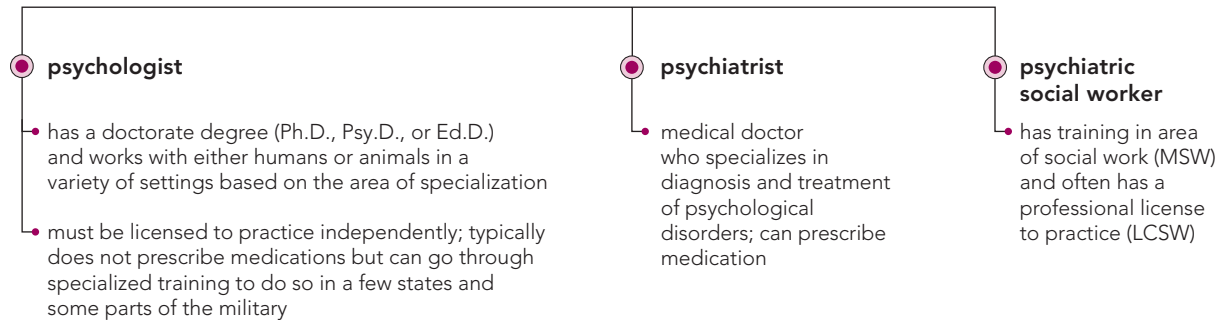 psychologist
has a doctorate degree (Ph.D., Psy.D., or Ed.D.)
and works with either humans or animals in a
variety of settings based on the area of specialization
must be licensed to practice independently; typically
does not prescribe medications but can go through
specialized training to do so in a few states and
some parts of the military
psychiatrist
medical doctor
who specializes in
diagnosis and treatment
of psychological
disorders; can prescribe
medication
psychiatric
social worker
has training in area
of social work (MSW)
and often has a
professional license
to practice (LCSW)